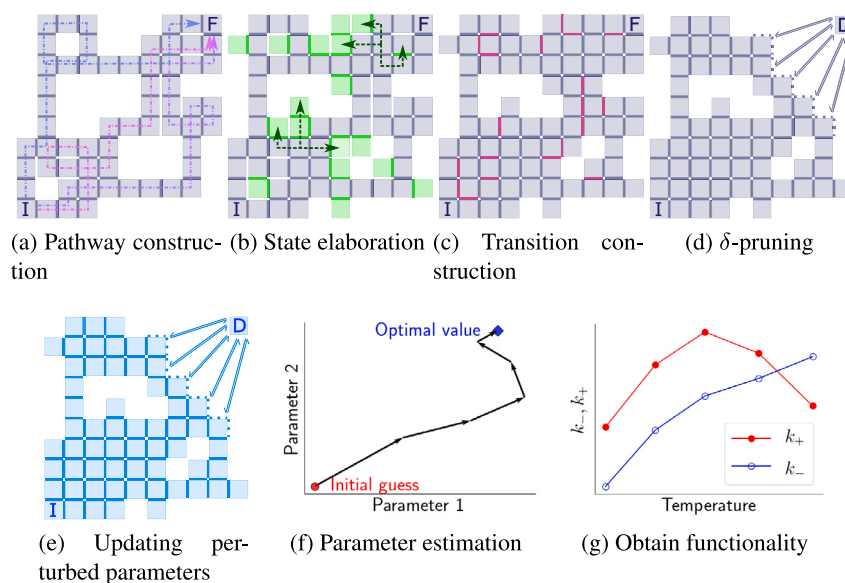 F
I
(a) Pathway construc-
tion
F
I
(b) State elaboration
F
I
(c) Transition con-
struction
D
I
(d) δ-pruning
D
I
(e) Updating per-
turbed parameters
Optimal value
Initial guess
Parameter 2
Parameter 1
(f) Parameter estimation
k₋, k₊
k₊
k₋
Temperature
(g) Obtain functionality